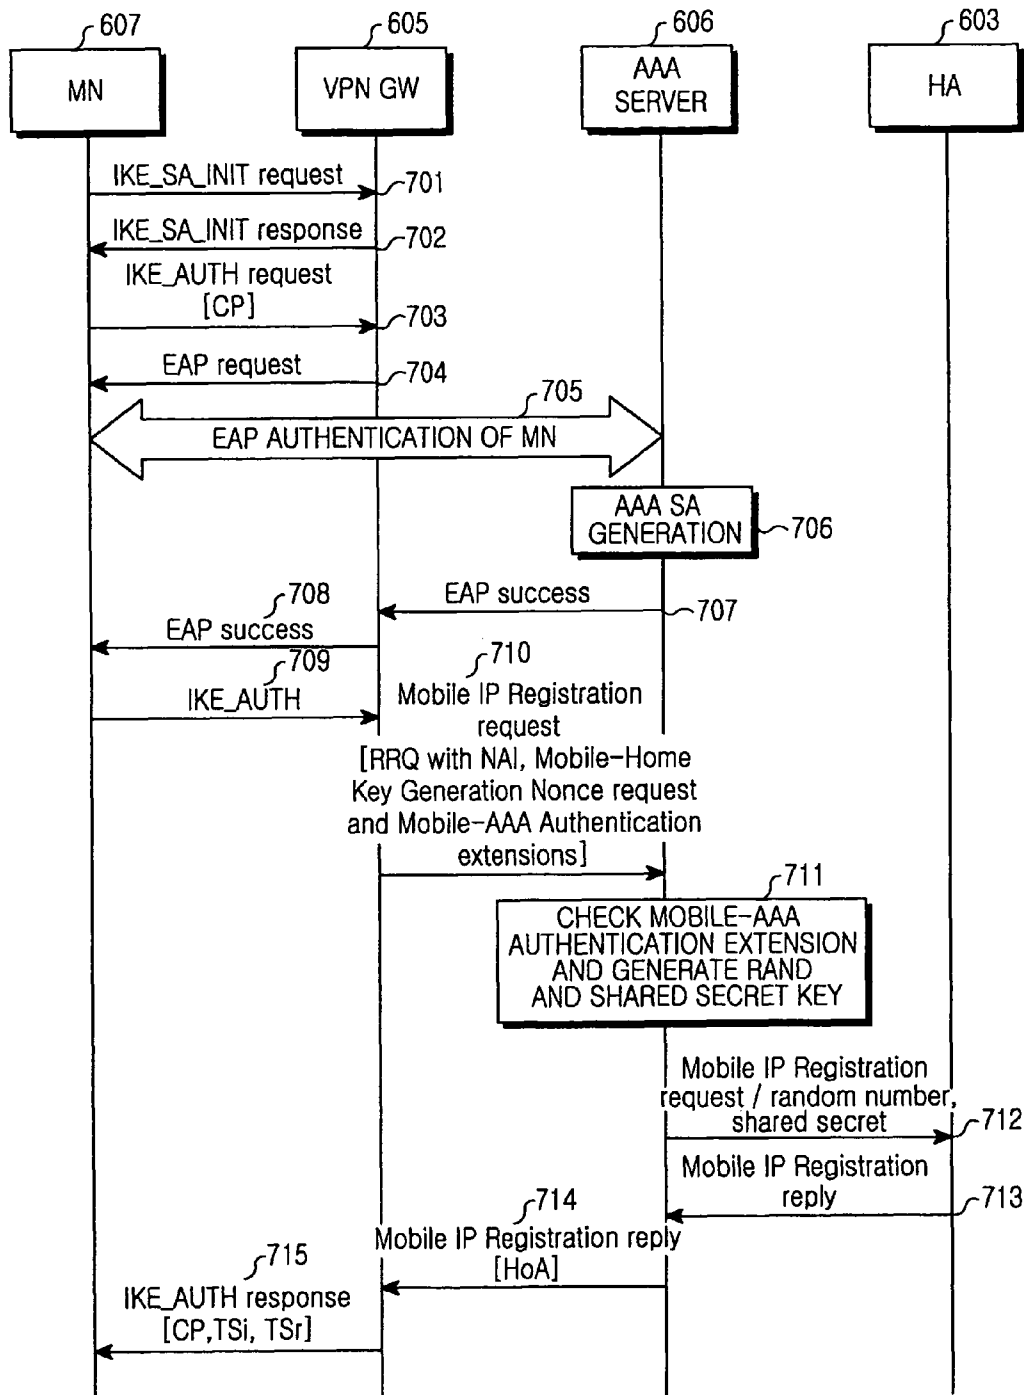 607
605
606
603
MN
VPN GW
AAA
SERVER
HA
IKE_SA_INIT request
701
IKE_SA_INIT response
702
IKE_AUTH request
[CP]
703
EAP request
704
705
EAP AUTHENTICATION OF MN
AAA SA
GENERATION
706
EAP success
707
708
EAP success
709
IKE_AUTH
710
Mobile IP Registration
request
[RRQ with NAI, Mobile-Home
Key Generation Nonce request
and Mobile-AAA Authentication
extensions]
711
CHECK MOBILE-AAA
AUTHENTICATION EXTENSION
AND GENERATE RAND
AND SHARED SECRET KEY
Mobile IP Registration
request / random number,
shared secret
712
Mobile IP Registration
reply
713
714
Mobile IP Registration reply
[HoA]
715
IKE_AUTH response
[CP,TSi, TSr]